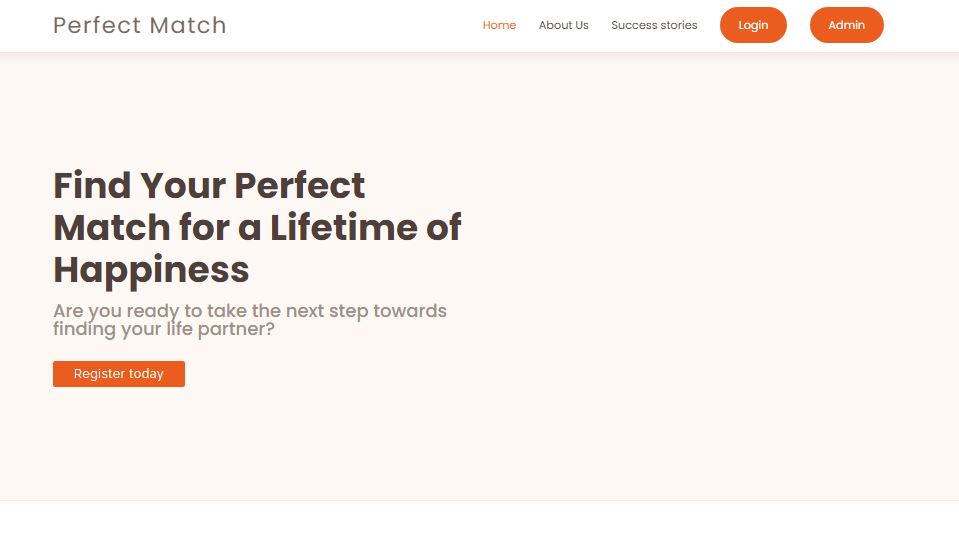 Perfect Match
Home About Us Success stories Login Admin
Find Your Perfect
Match for a Lifetime of
Happiness
Are you ready to take the next step towards
finding your life partner?
Register today